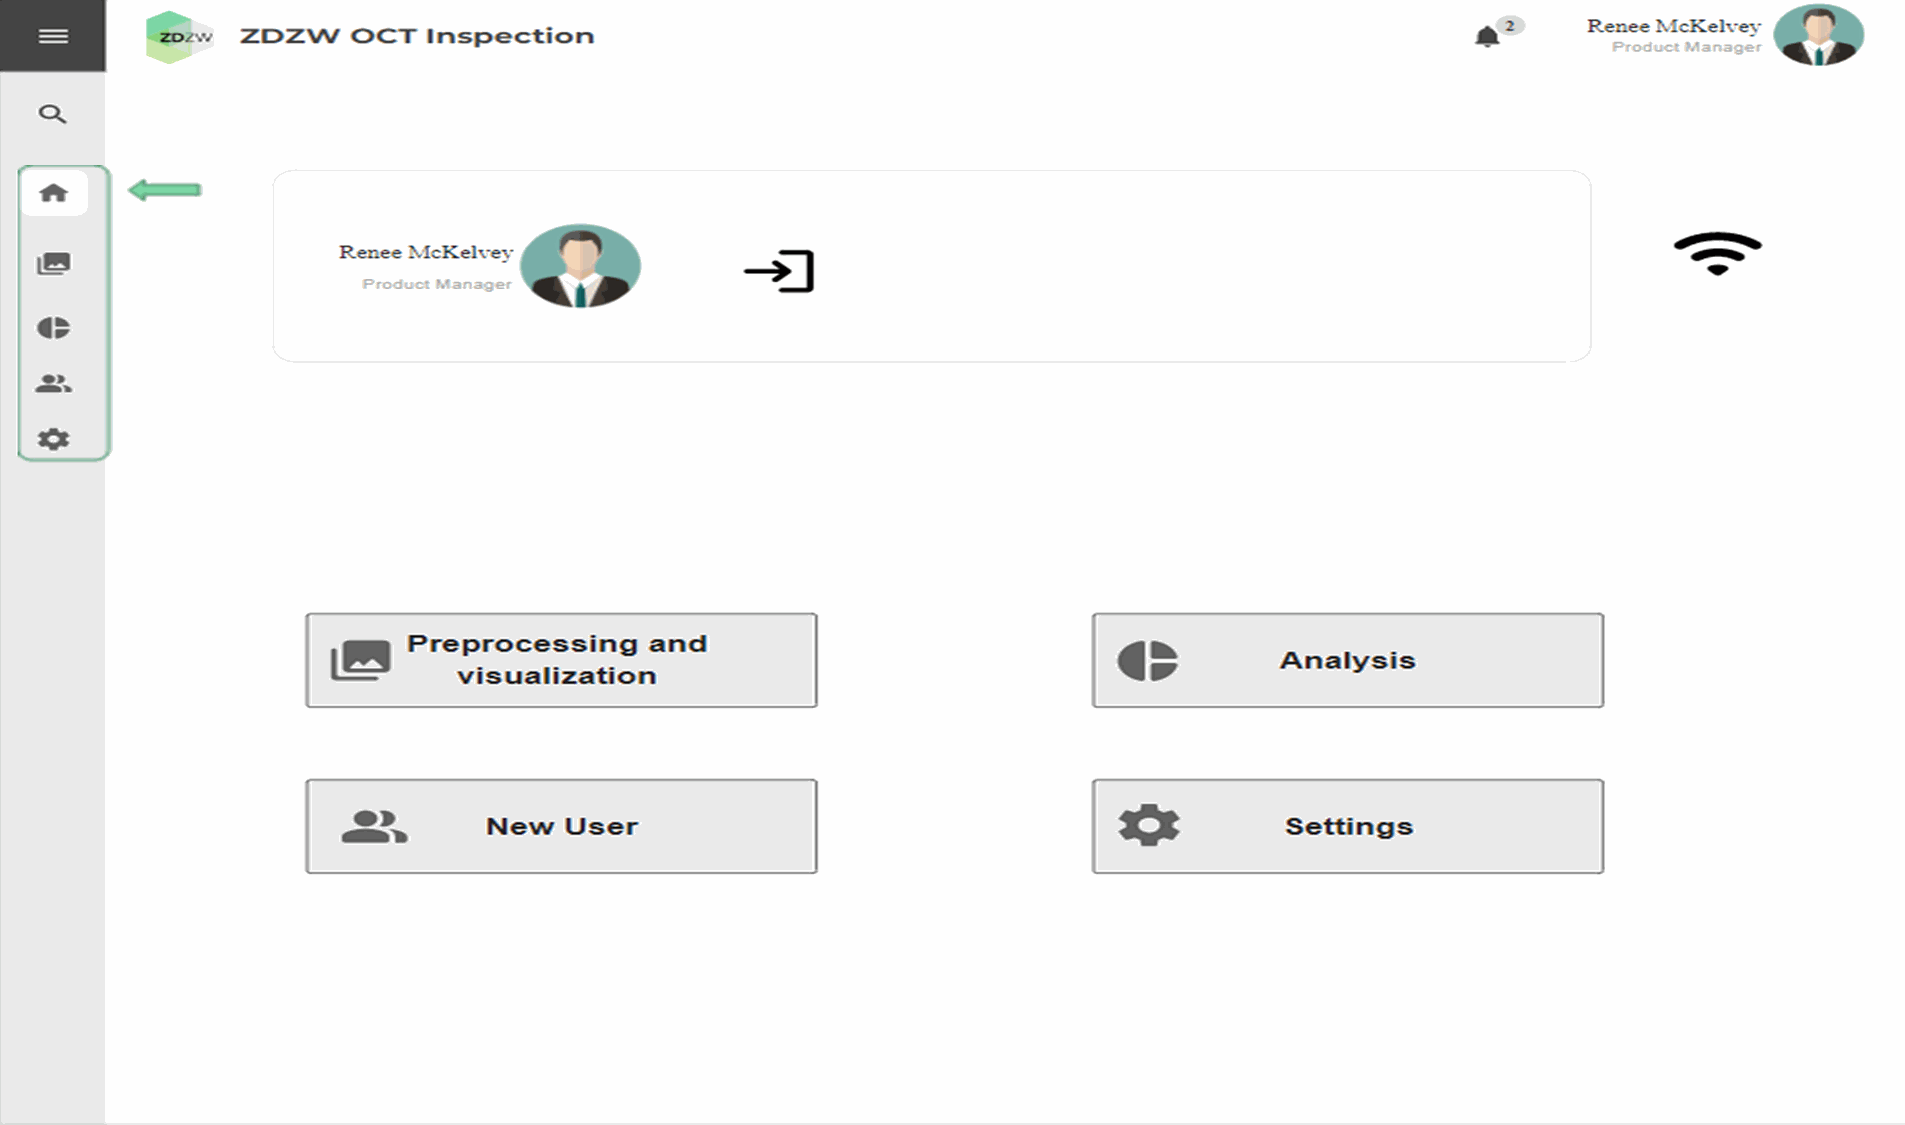 ZDZW
ZDZW OCT Inspection
2
Renee McKelvey
Product Manager
Renee McKelvey
Product Manager
Preprocessing and
visualization
Analysis
New User
Settings